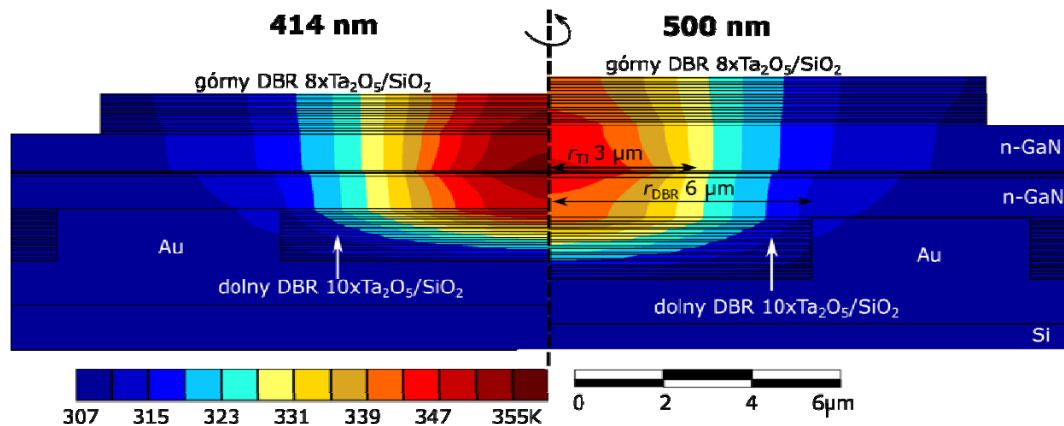 414 nm
500 nm
górny DBR 8xTa₂O₅/SiO₂
górny DBR 8xTa₂O₅/SiO₂
n-GaN
r_TJ 3 µm
r_DBR 6 µm
n-GaN
Au
Au
dolny DBR 10xTa₂O₅/SiO₂
dolny DBR 10xTa₂O₅/SiO₂
Si
307 315 323 331 339 347 355K
0 2 4 6µm